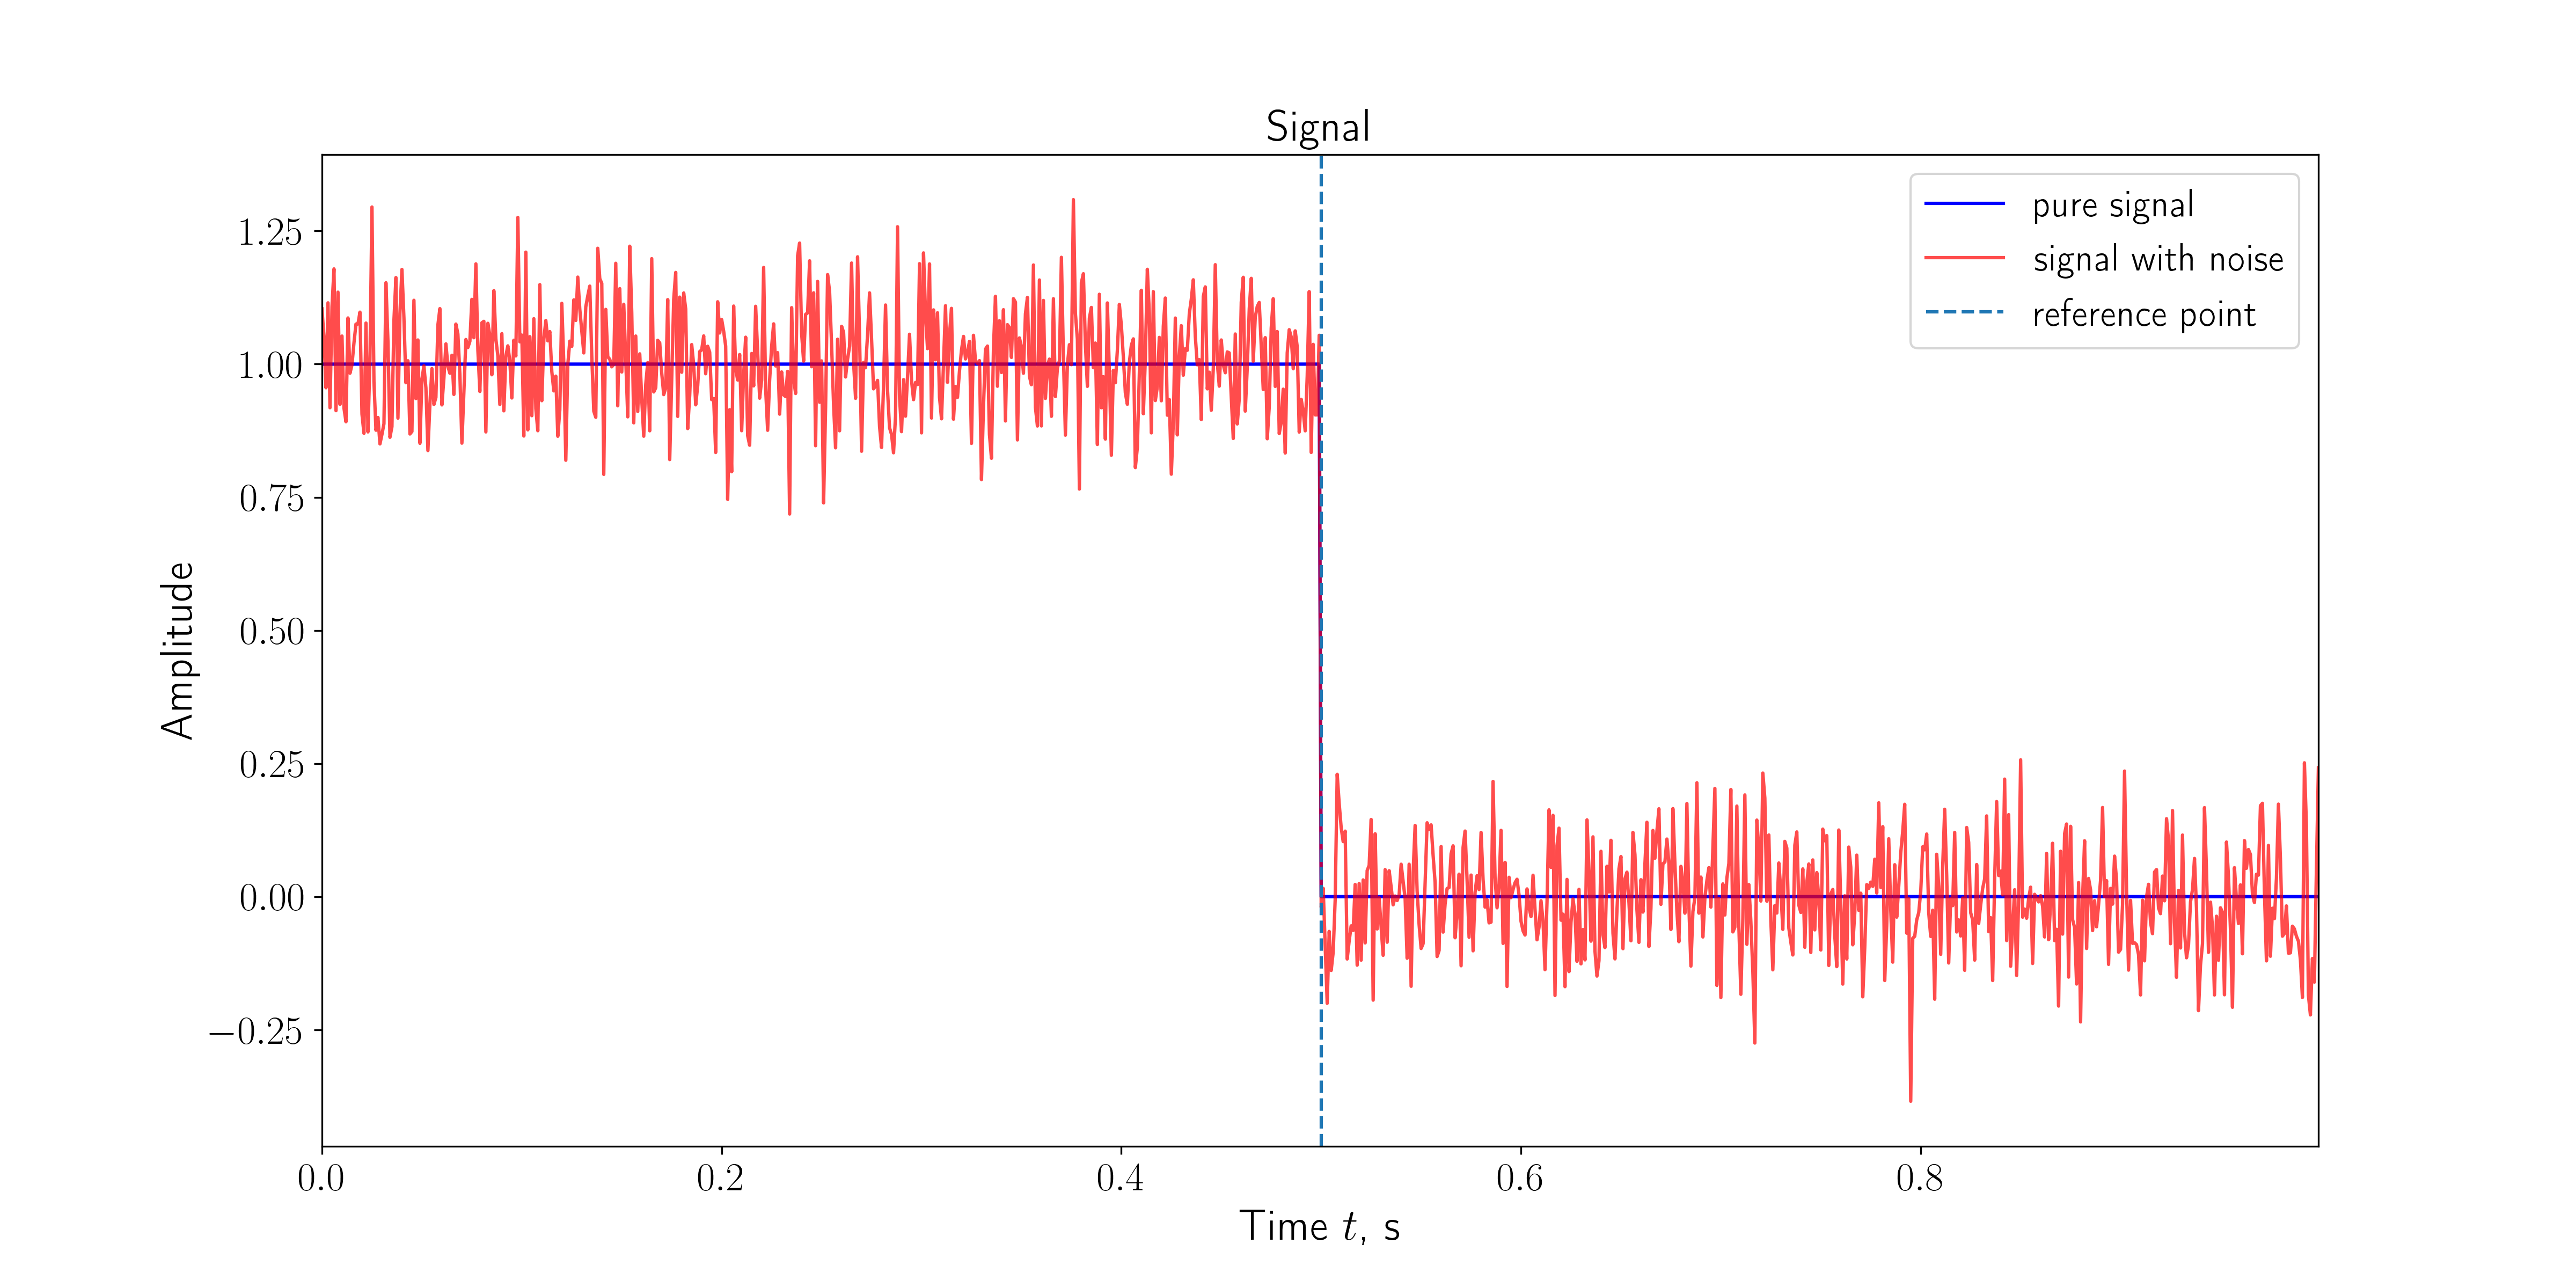 Signal
1.25
1.00
0.75
0.50
0.25
0.00
−0.25
Amplitude
pure signal
signal with noise
reference point
0.0 0.2 0.4 0.6 0.8
Time t, s